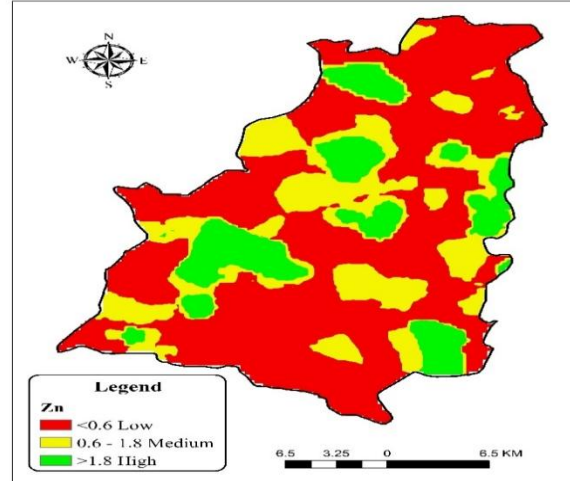 N
W E
S
Legend
Zn
<0.6 Low
0.6 - 1.8 Medium
>1.8 High
6.5 3.25 0 6.5 KM